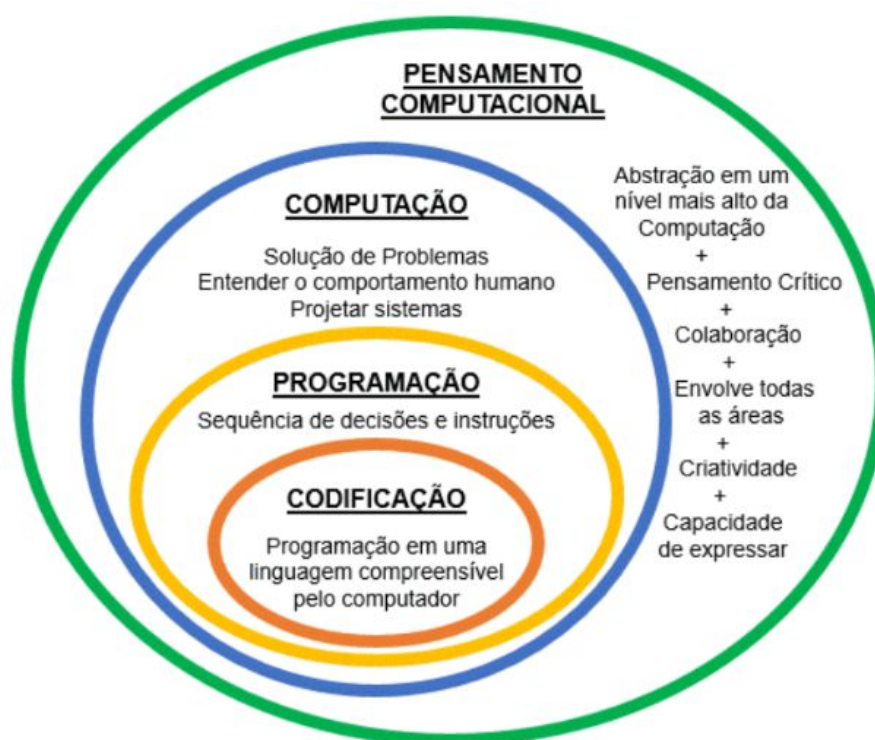 PENSAMENTO
COMPUTACIONAL
Abstração em um
nível mais alto da
Computação
+
Pensamento Crítico
+
Colaboração
+
Envolve todas
as áreas
+
Criatividade
+
Capacidade
de expressar
COMPUTAÇÃO
Solução de Problemas
Entender o comportamento humano
Projetar sistemas
PROGRAMAÇÃO
Sequência de decisões e instruções
CODIFICAÇÃO
Programação em uma
linguagem compreensível
pelo computador